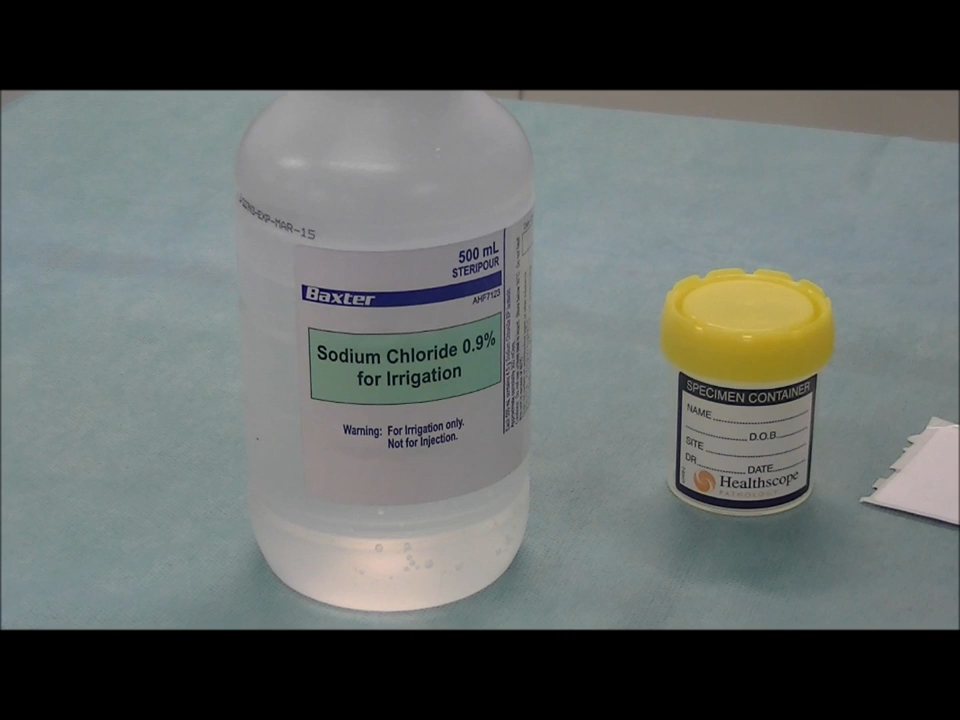 EXP-MAR-15
500 mL
STERIPOUR
Baxter
AHF7123
Sodium Chloride 0.9%
for Irrigation
Warning: For Irrigation only.
Not for Injection.
SPECIMEN CONTAINER
NAME
D.O.B.
SITE
DR. DATE
Healthscope
PATHOLOGY